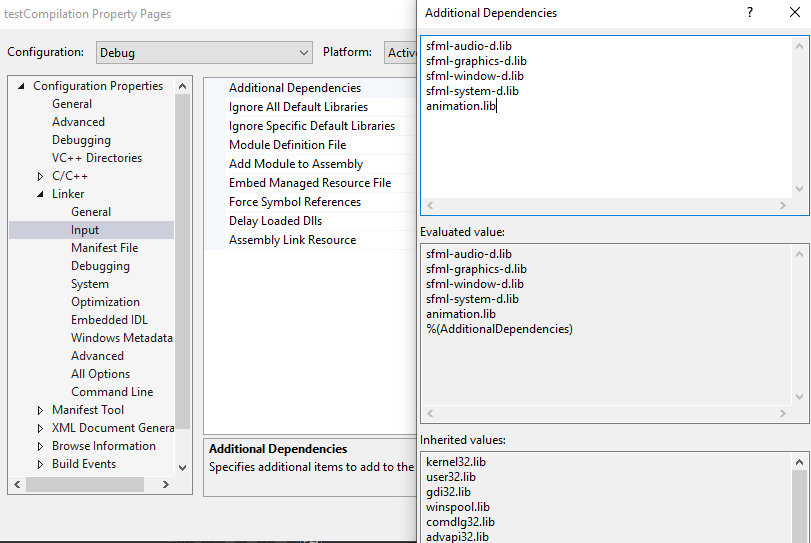 testCompilation Property Pages
Configuration: Debug Platform: Active
Configuration Properties
General
Advanced
Debugging
VC++ Directories
C/C++
Linker
General
Input
Manifest File
Debugging
System
Optimization
Embedded IDL
Windows Metadata
Advanced
All Options
Command Line
Manifest Tool
XML Document Genera
Browse Information
Build Events
Additional Dependencies
Ignore All Default Libraries
Ignore Specific Default Libraries
Module Definition File
Add Module to Assembly
Embed Managed Resource File
Force Symbol References
Delay Loaded Dlls
Assembly Link Resource
Additional Dependencies
Specifies additional items to add to the
Additional Dependencies ?
sfml-audio-d.lib
sfml-graphics-d.lib
sfml-window-d.lib
sfml-system-d.lib
animation.lib
Evaluated value:
sfml-audio-d.lib
sfml-graphics-d.lib
sfml-window-d.lib
sfml-system-d.lib
animation.lib
%(AdditionalDependencies)
Inherited values:
kernel32.lib
user32.lib
gdi32.lib
winspool.lib
comdlg32.lib
advapi32.lib